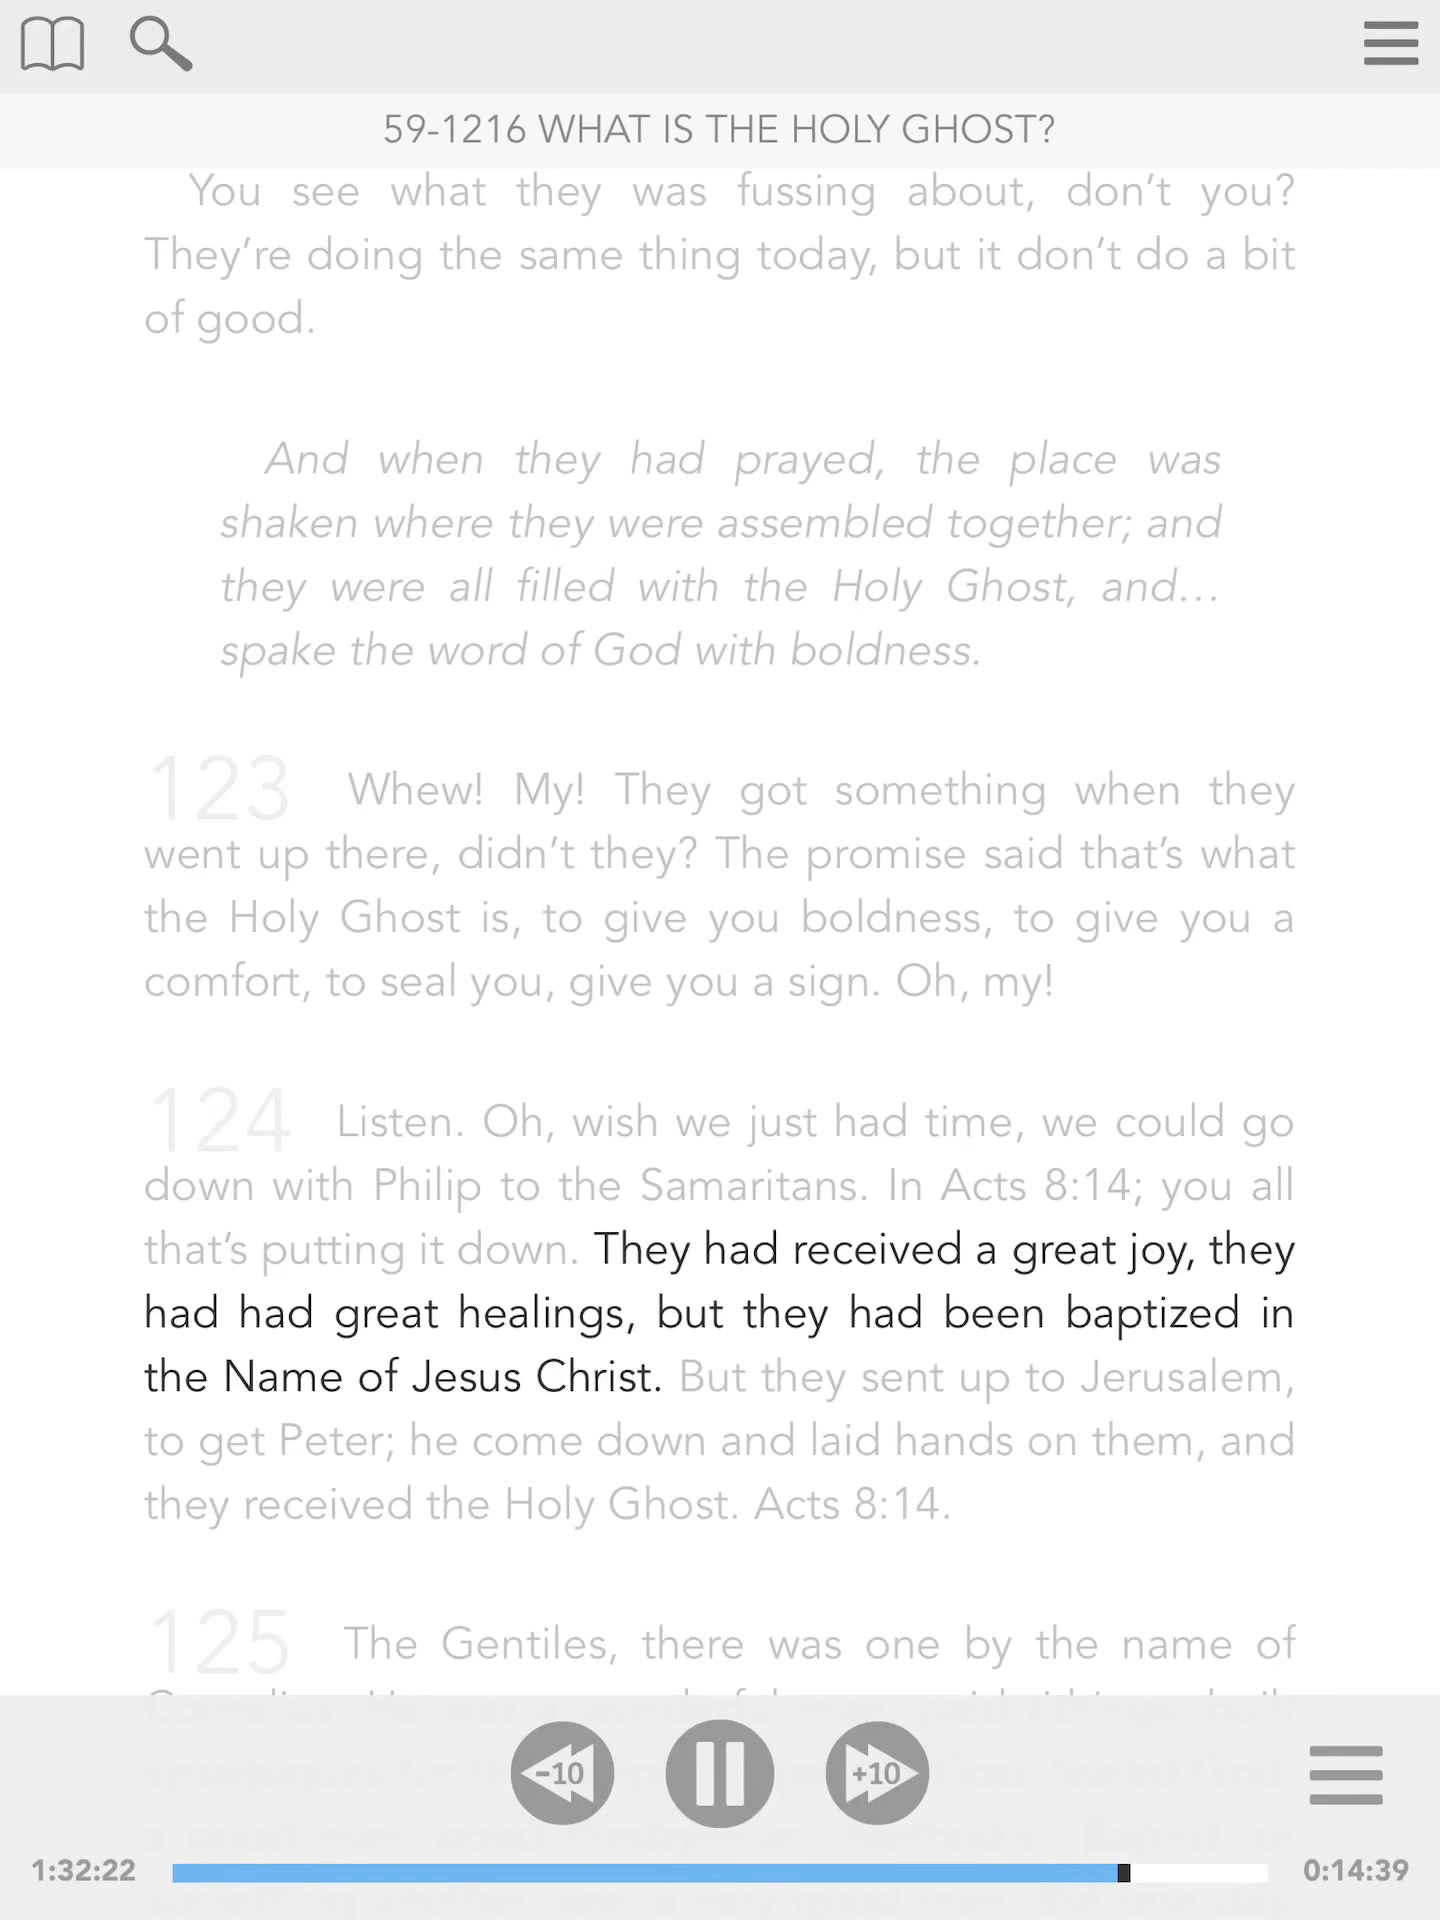 59-1216 WHAT IS THE HOLY GHOST?
You see what they was fussing about, don’t you?
They’re doing the same thing today, but it don’t do a bit
of good.
And when they had prayed, the place was
shaken where they were assembled together; and
they were all filled with the Holy Ghost, and…
spake the word of God with boldness.
123 Whew! My! They got something when they
went up there, didn’t they? The promise said that’s what
the Holy Ghost is, to give you boldness, to give you a
comfort, to seal you, give you a sign. Oh, my!
124 Listen. Oh, wish we just had time, we could go
down with Philip to the Samaritans. In Acts 8:14; you all
that’s putting it down. They had received a great joy, they
had had great healings, but they had been baptized in
the Name of Jesus Christ. But they sent up to Jerusalem,
to get Peter; he come down and laid hands on them, and
they received the Holy Ghost. Acts 8:14.
125 The Gentiles, there was one by the name of
-10 +10
1:32:22 0:14:39